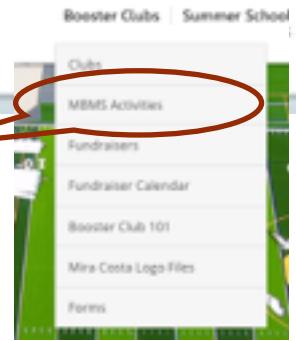 Booster Clubs Summer School
Clubs
MBMS Activities
Fundraisers
Fundraiser Calendar
Booster Club 101
Mira Costa Logo Files
Forms